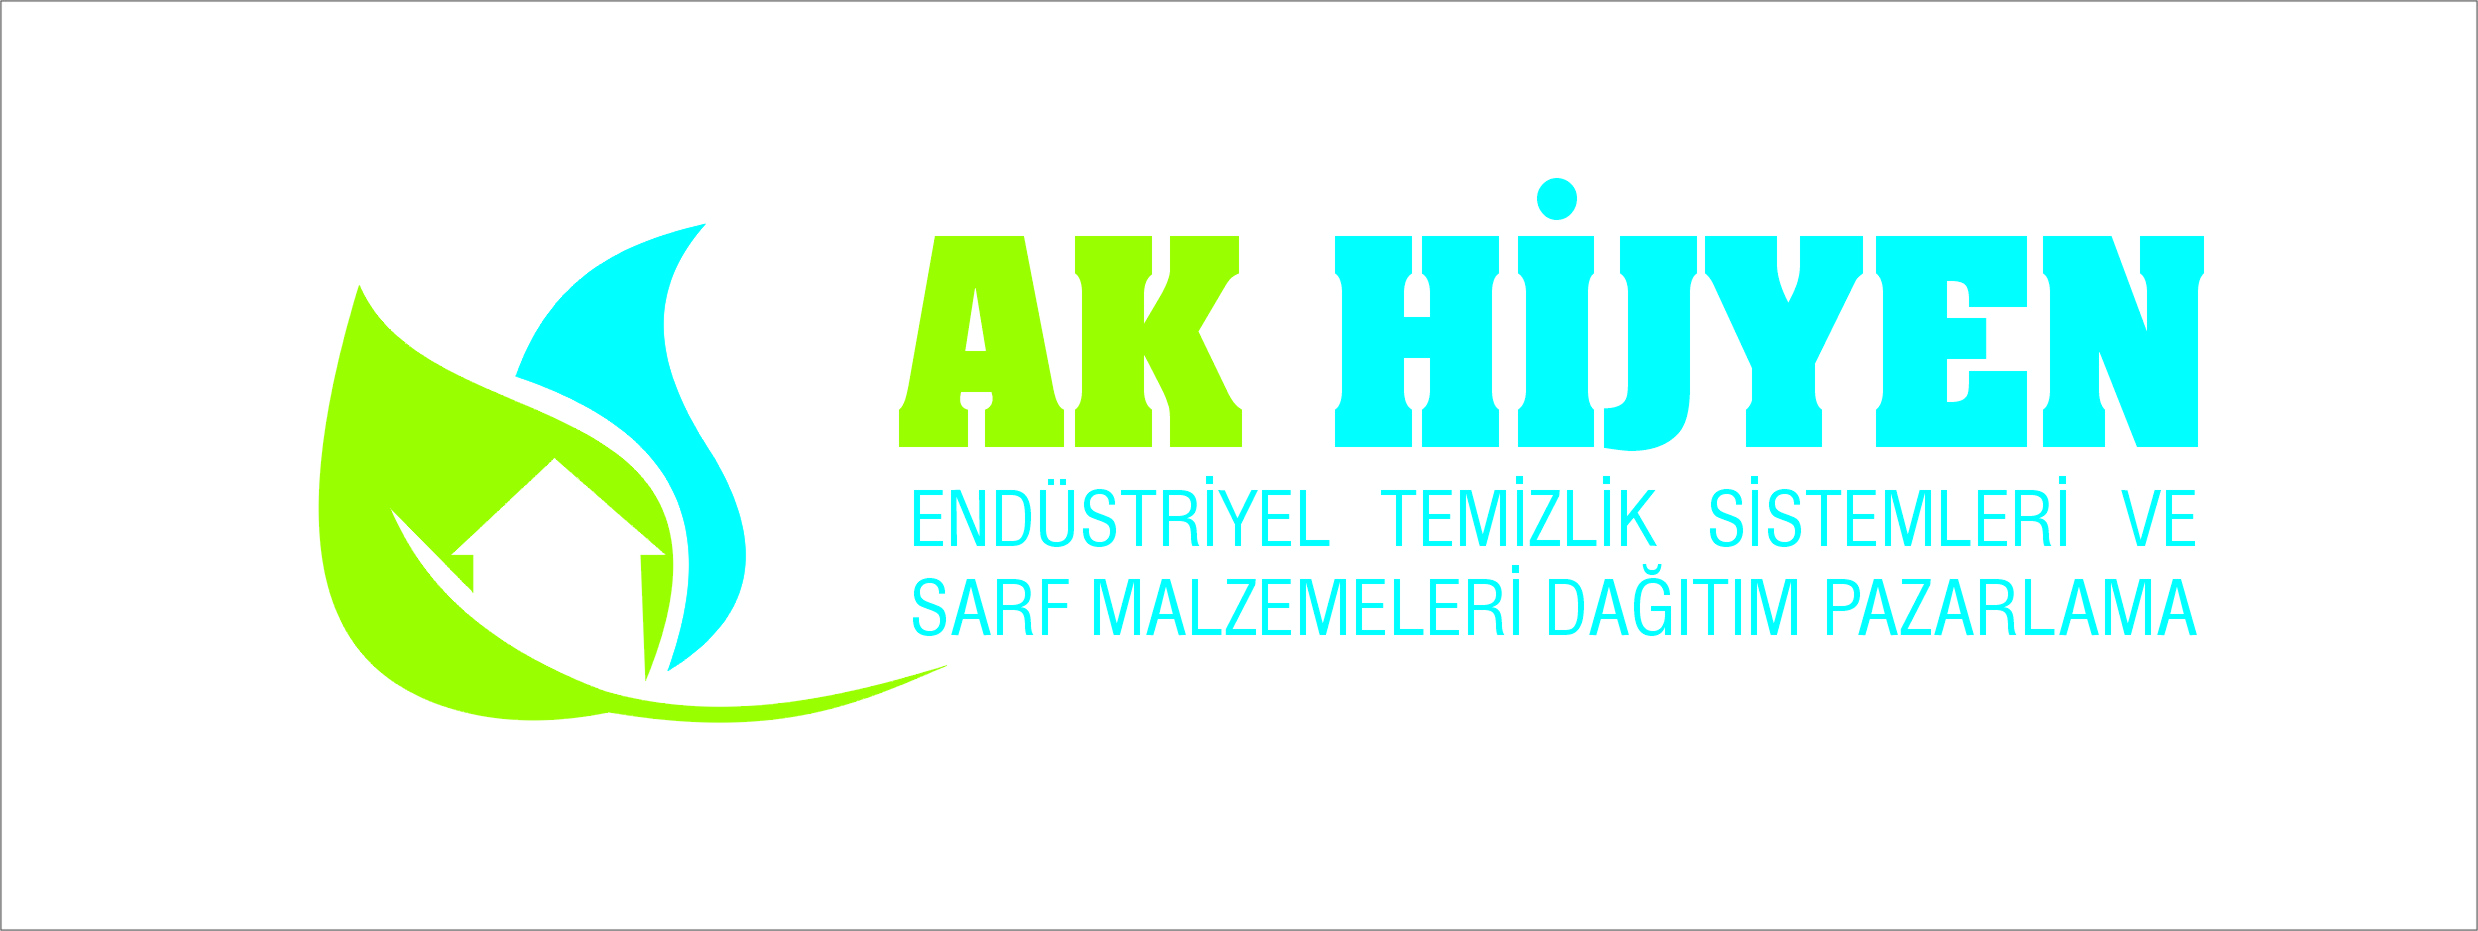 AK HİJYEN
ENDÜSTRİYEL TEMİZLİK SİSTEMLERİ VE
SARF MALZEMELERİ DAĞITIM PAZARLAMA